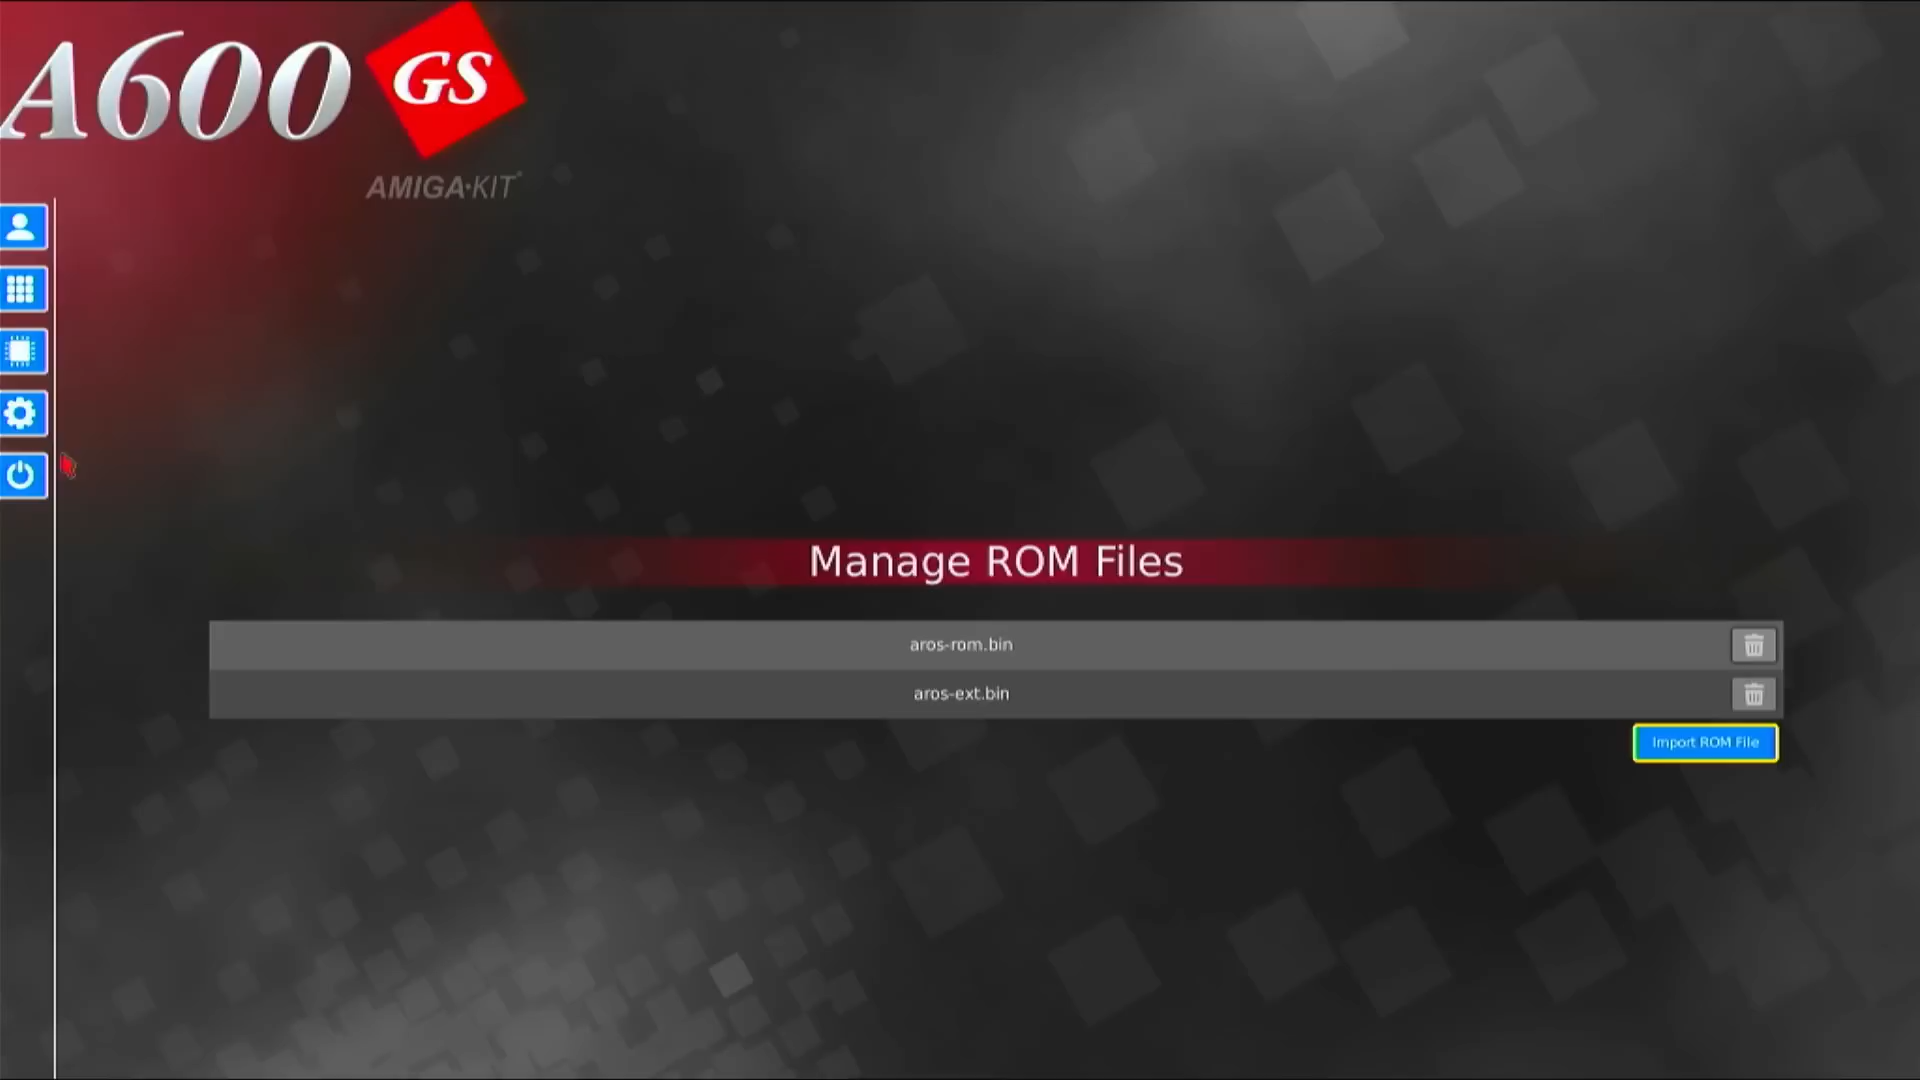 A600 GS
AMIGA·KIT
Manage ROM Files
aros-rom.bin
aros-ext.bin
Import ROM File